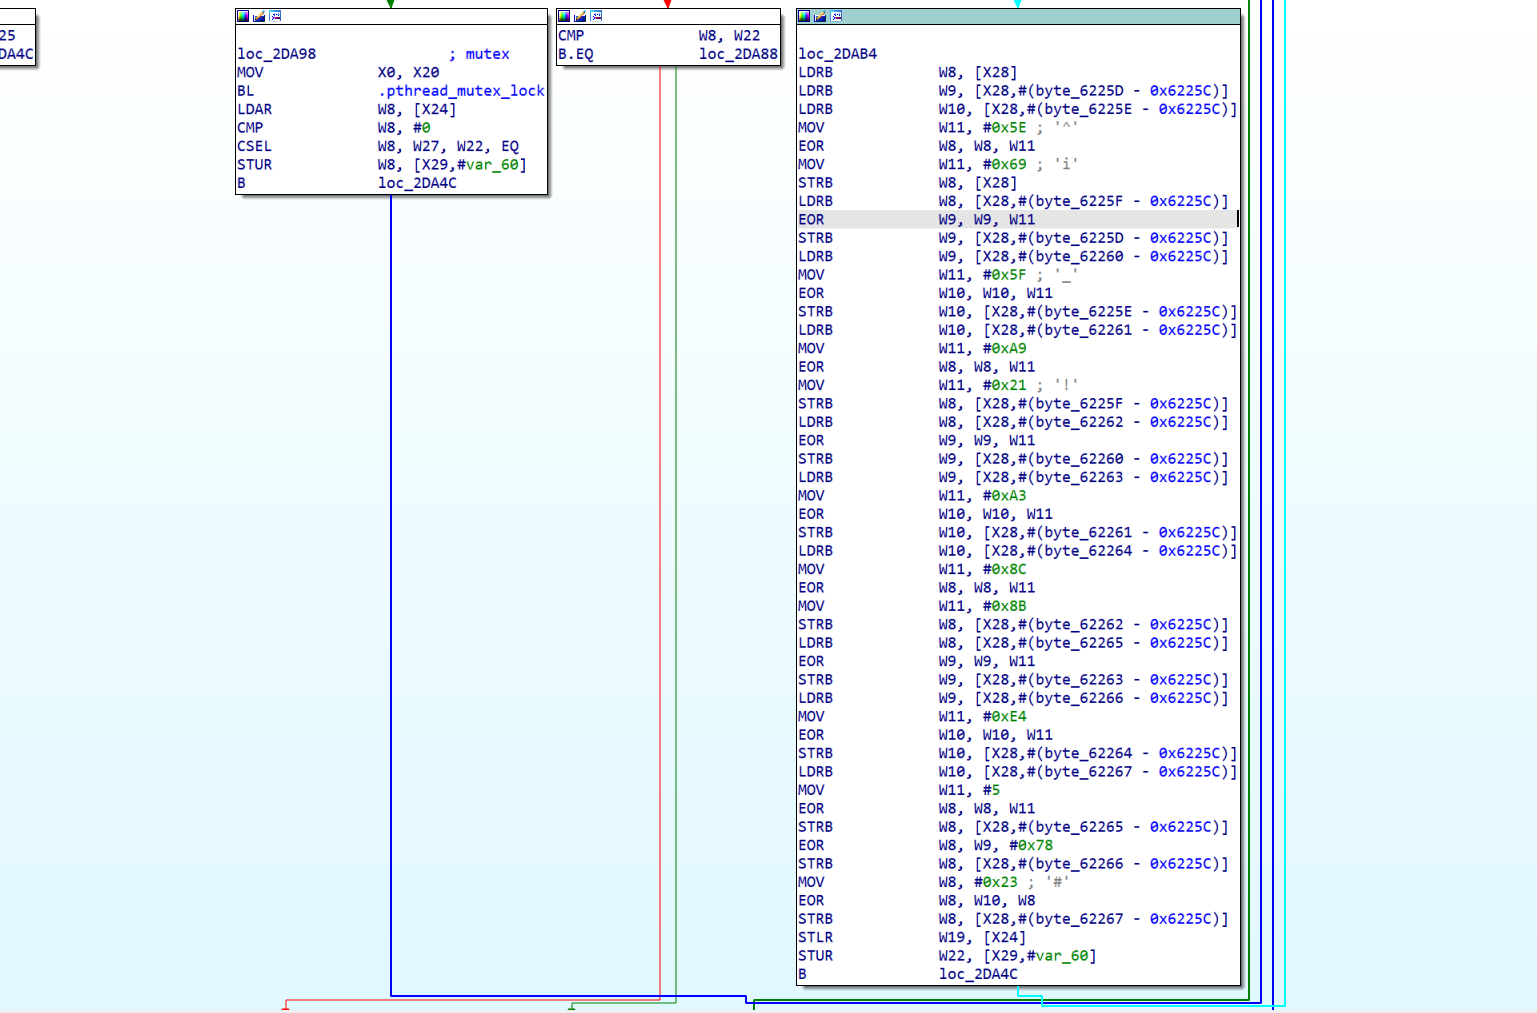 25
DA4C
loc_2DA98 ; mutex
MOV X0, X20
BL .pthread_mutex_lock
LDAR W8, [X24]
CMP W8, #0
CSEL W8, W27, W22, EQ
STUR W8, [X29,#var_60]
B loc_2DA4C
CMP W8, W22
B.EQ loc_2DA88
loc_2DAB4
LDRB W8, [X28]
LDRB W9, [X28,#(byte_6225D - 0x6225C)]
LDRB W10, [X28,#(byte_6225E - 0x6225C)]
MOV W11, #0x5E ; '^'
EOR W8, W8, W11
MOV W11, #0x69 ; 'i'
STRB W8, [X28]
LDRB W8, [X28,#(byte_6225F - 0x6225C)]
EOR W9, W9, W11
STRB W9, [X28,#(byte_6225D - 0x6225C)]
LDRB W9, [X28,#(byte_62260 - 0x6225C)]
MOV W11, #0x5F ; '_'
EOR W10, W10, W11
STRB W10, [X28,#(byte_6225E - 0x6225C)]
LDRB W10, [X28,#(byte_62261 - 0x6225C)]
MOV W11, #0xA9
EOR W8, W8, W11
MOV W11, #0x21 ; '!'
STRB W8, [X28,#(byte_6225F - 0x6225C)]
LDRB W8, [X28,#(byte_62262 - 0x6225C)]
EOR W9, W9, W11
STRB W9, [X28,#(byte_62260 - 0x6225C)]
LDRB W9, [X28,#(byte_62263 - 0x6225C)]
MOV W11, #0xA3
EOR W10, W10, W11
STRB W10, [X28,#(byte_62261 - 0x6225C)]
LDRB W10, [X28,#(byte_62264 - 0x6225C)]
MOV W11, #0x8C
EOR W8, W8, W11
MOV W11, #0x8B
STRB W8, [X28,#(byte_62262 - 0x6225C)]
LDRB W8, [X28,#(byte_62265 - 0x6225C)]
EOR W9, W9, W11
STRB W9, [X28,#(byte_62263 - 0x6225C)]
LDRB W9, [X28,#(byte_62266 - 0x6225C)]
MOV W11, #0xE4
EOR W10, W10, W11
STRB W10, [X28,#(byte_62264 - 0x6225C)]
LDRB W10, [X28,#(byte_62267 - 0x6225C)]
MOV W11, #5
EOR W8, W8, W11
STRB W8, [X28,#(byte_62265 - 0x6225C)]
EOR W8, W9, #0x78
STRB W8, [X28,#(byte_62266 - 0x6225C)]
MOV W8, #0x23 ; '#'
EOR W8, W10, W8
STRB W8, [X28,#(byte_62267 - 0x6225C)]
STLR W19, [X24]
STUR W22, [X29,#var_60]
B loc_2DA4C